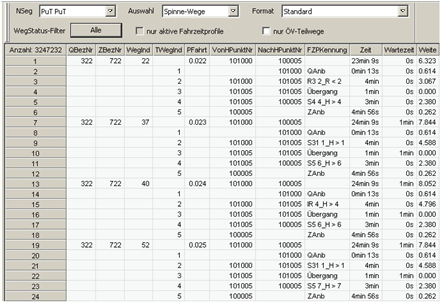 NSeg PuT PuT Auswahl Spinne-Wege Format Standard
WegStatus-Filter Alle nur aktive Fahrzeitprofile nur ÖV-Teilwege
Anzahl: 3247232 QBezNr ZBezNr WegInd TWegInd PFahrt VonHPunktNr NachHPunktNr FZPKennung Zeit Wartezeit Weite
1 322 722 22 0.022 101000 100005 23min 9s 0s 6.323
2 1 101000 QAnb 0min 13s 0s 0.614
3 2 101000 101005 R3 2_R < 2 4min 0s 3.067
4 3 101005 101005 Übergang 1min 0s 0.000
5 4 101005 100005 S4 4_H > 4 3min 0s 2.380
6 5 100005 ZAnb 4min 56s 0s 0.262
7 322 722 37 0.023 101000 100005 24min 9s 1min 7.844
8 1 101000 QAnb 0min 13s 0s 0.614
9 2 101000 101005 S31 1_H > 1 4min 0s 4.588
10 3 101005 101005 Übergang 1min 1min 0.000
11 4 101005 100005 S5 6_H > 6 3min 0s 2.380
12 5 100005 ZAnb 4min 56s 0s 0.262
13 322 722 40 0.024 101000 100005 24min 9s 1min 8.052
14 1 101000 QAnb 0min 13s 0s 0.614
15 2 101000 101005 IR 4_H > 4 4min 0s 4.796
16 3 101005 101005 Übergang 1min 1min 0.000
17 4 101005 100005 S5 6_H > 6 3min 0s 2.380
18 5 100005 ZAnb 4min 56s 0s 0.262
19 322 722 52 0.025 101000 100005 24min 9s 1min 7.844
20 1 101000 QAnb 0min 13s 0s 0.614
21 2 101000 101005 S31 1_H > 1 4min 0s 4.588
22 3 101005 101005 Übergang 1min 1min 0.000
23 4 101005 100005 S5 7_H > 7 3min 0s 2.380
24 5 100005 ZAnb 4min 56s 0s 0.262